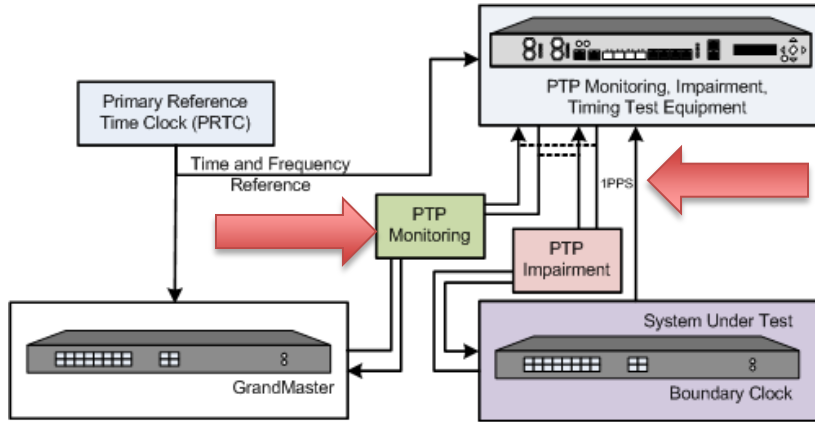 PTP Monitoring, Impairment,
Timing Test Equipment
Primary Reference
Time Clock (PRTC)
Time and Frequency
Reference
1PPS
PTP
Monitoring
PTP
Impairment
System Under Test
GrandMaster
Boundary Clock